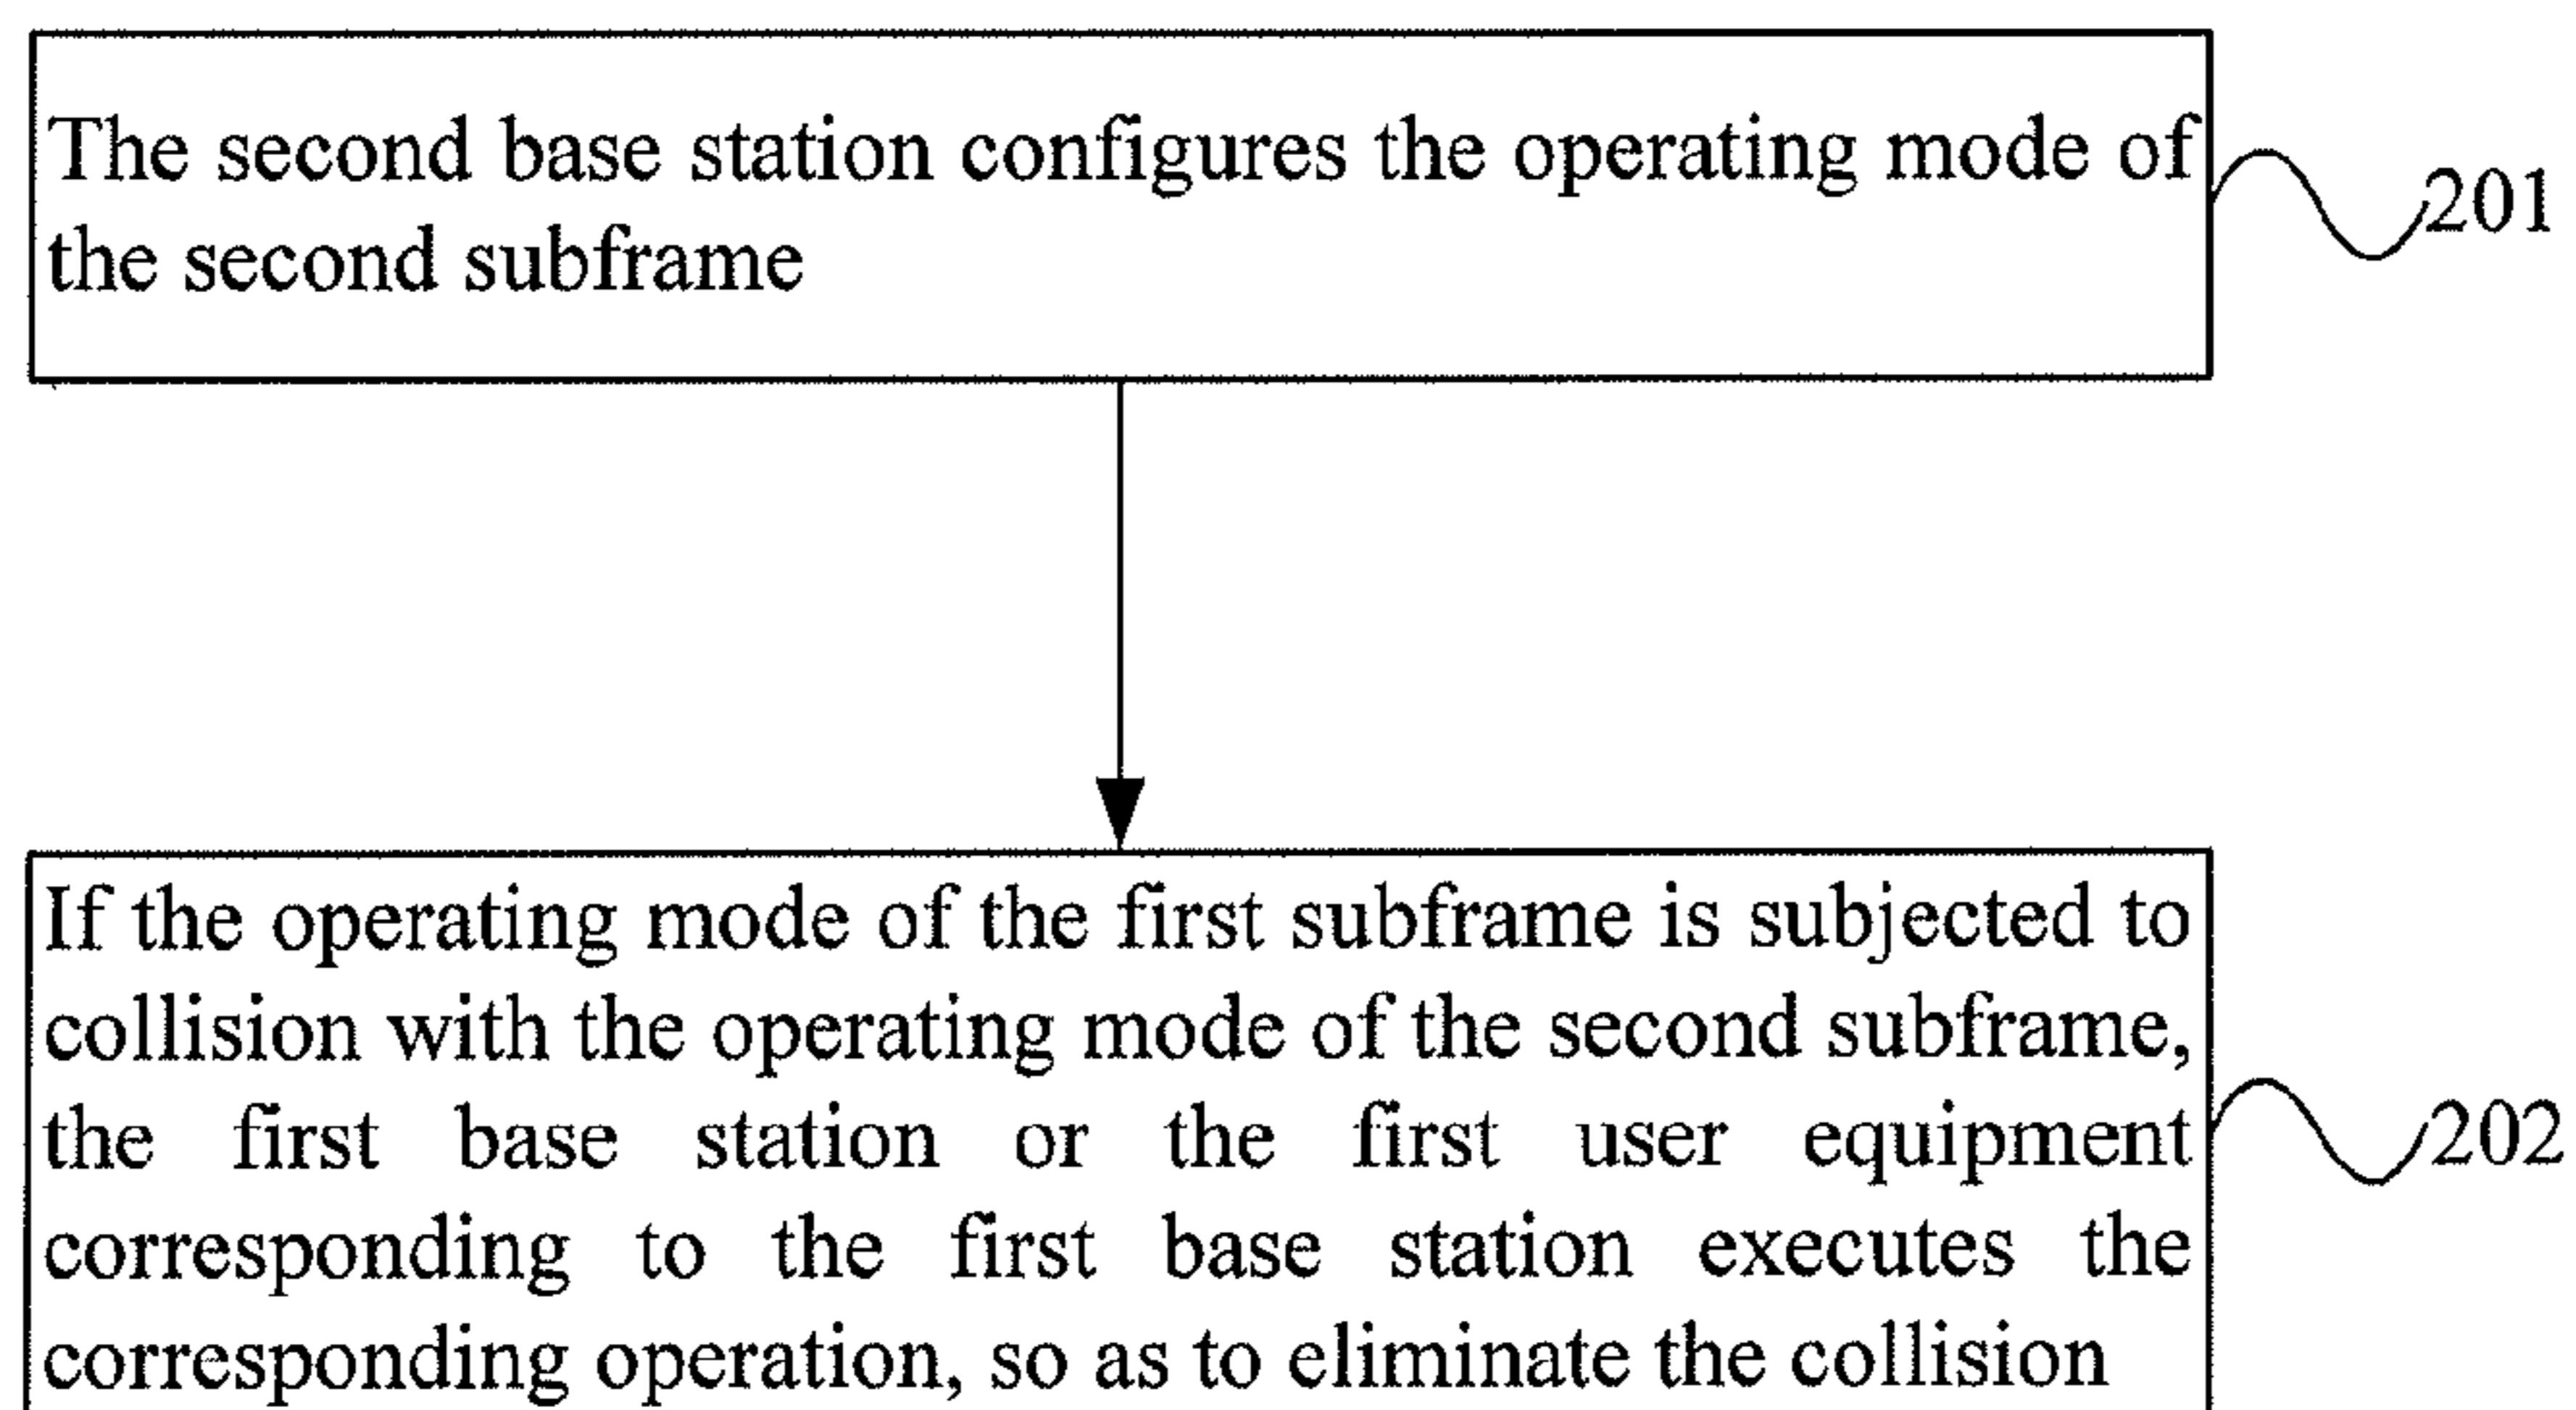 The second base station configures the operating mode of
the second subframe
201
If the operating mode of the first subframe is subjected to
collision with the operating mode of the second subframe,
the first base station or the first user equipment
corresponding to the first base station executes the
corresponding operation, so as to eliminate the collision
202